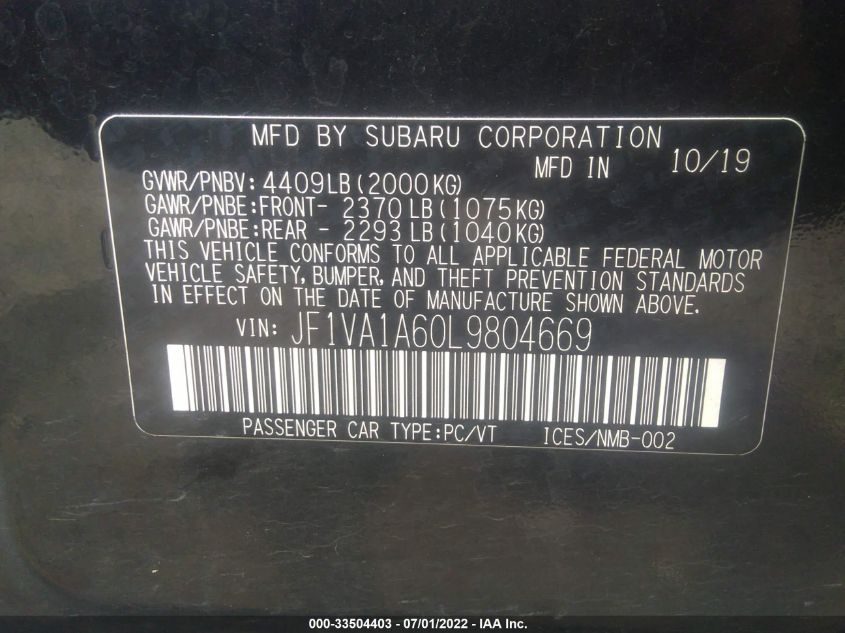 MFD BY SUBARU CORPORATION
MFD IN 10/19
GVWR/PNBV: 4409LB(2000KG)
GAWR/PNBE:FRONT- 2370LB(1075KG)
GAWR/PNBE:REAR - 2293LB(1040KG)
THIS VEHICLE CONFORMS TO ALL APPLICABLE FEDERAL MOTOR
VEHICLE SAFETY, BUMPER, AND THEFT PREVENTION STANDARDS
IN EFFECT ON THE DATE OF MANUFACTURE SHOWN ABOVE.
VIN: JF1VA1A60L9804669
PASSENGER CAR TYPE:PC/VT ICES/NMB-002
000-33504403 - 07/01/2022 - IAA Inc.